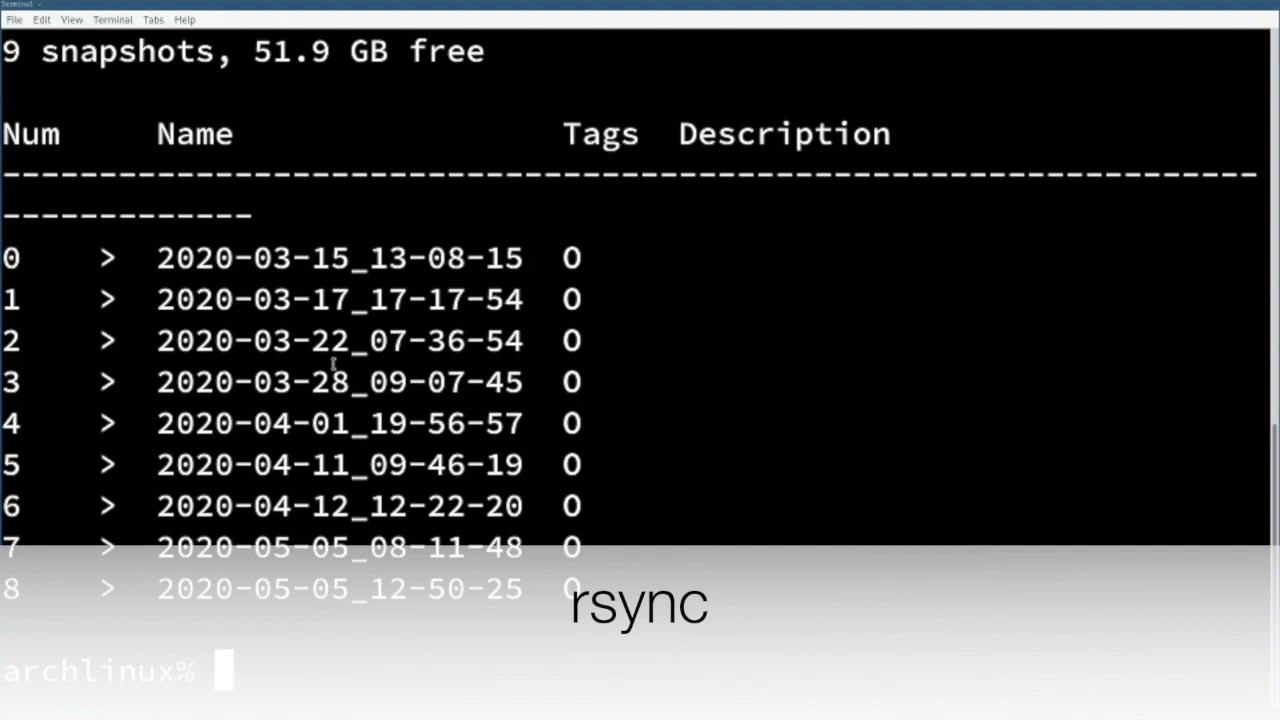 Terminal -
File Edit View Terminal Tabs Help
9 snapshots, 51.9 GB free
Num Name Tags Description
-----------------------------------------------------------------
-------------
0 > 2020-03-15_13-08-15 O
1 > 2020-03-17_17-17-54 O
2 > 2020-03-22_07-36-54 O
3 > 2020-03-28_09-07-45 O
4 > 2020-04-01_19-56-57 O
5 > 2020-04-11_09-46-19 O
6 > 2020-04-12_12-22-20 O
7 > 2020-05-05_08-11-48 O
8 > 2020-05-05_12-50-25 O
rsync
archlinux%